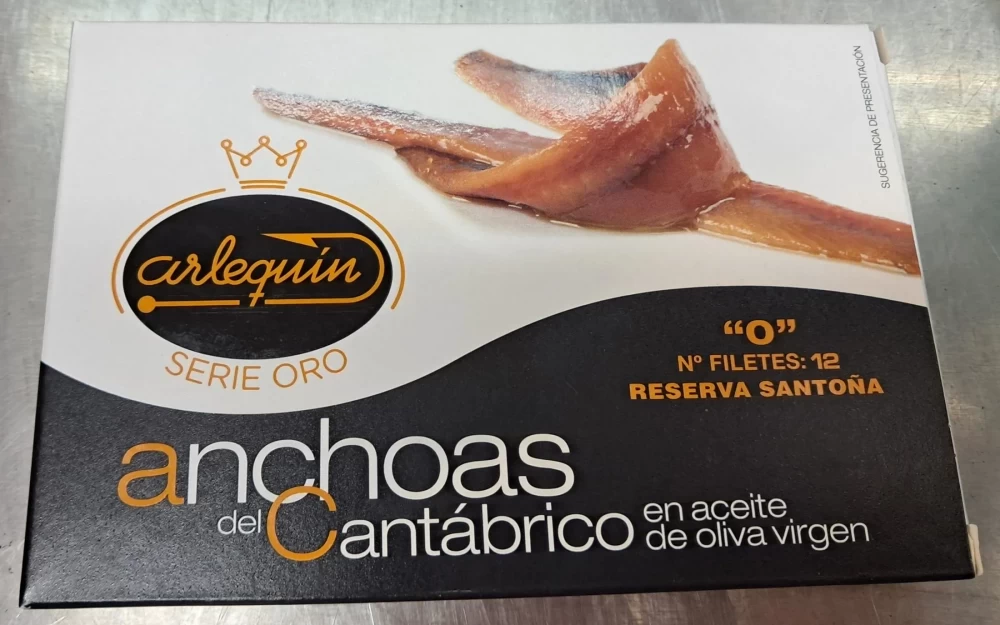 SUGERENCIA DE PRESENTACIÓN
arlequín
SERIE ORO
“O”
Nº FILETES: 12
RESERVA SANTOÑA
anchoas
del Cantábrico
en aceite
de oliva virgen